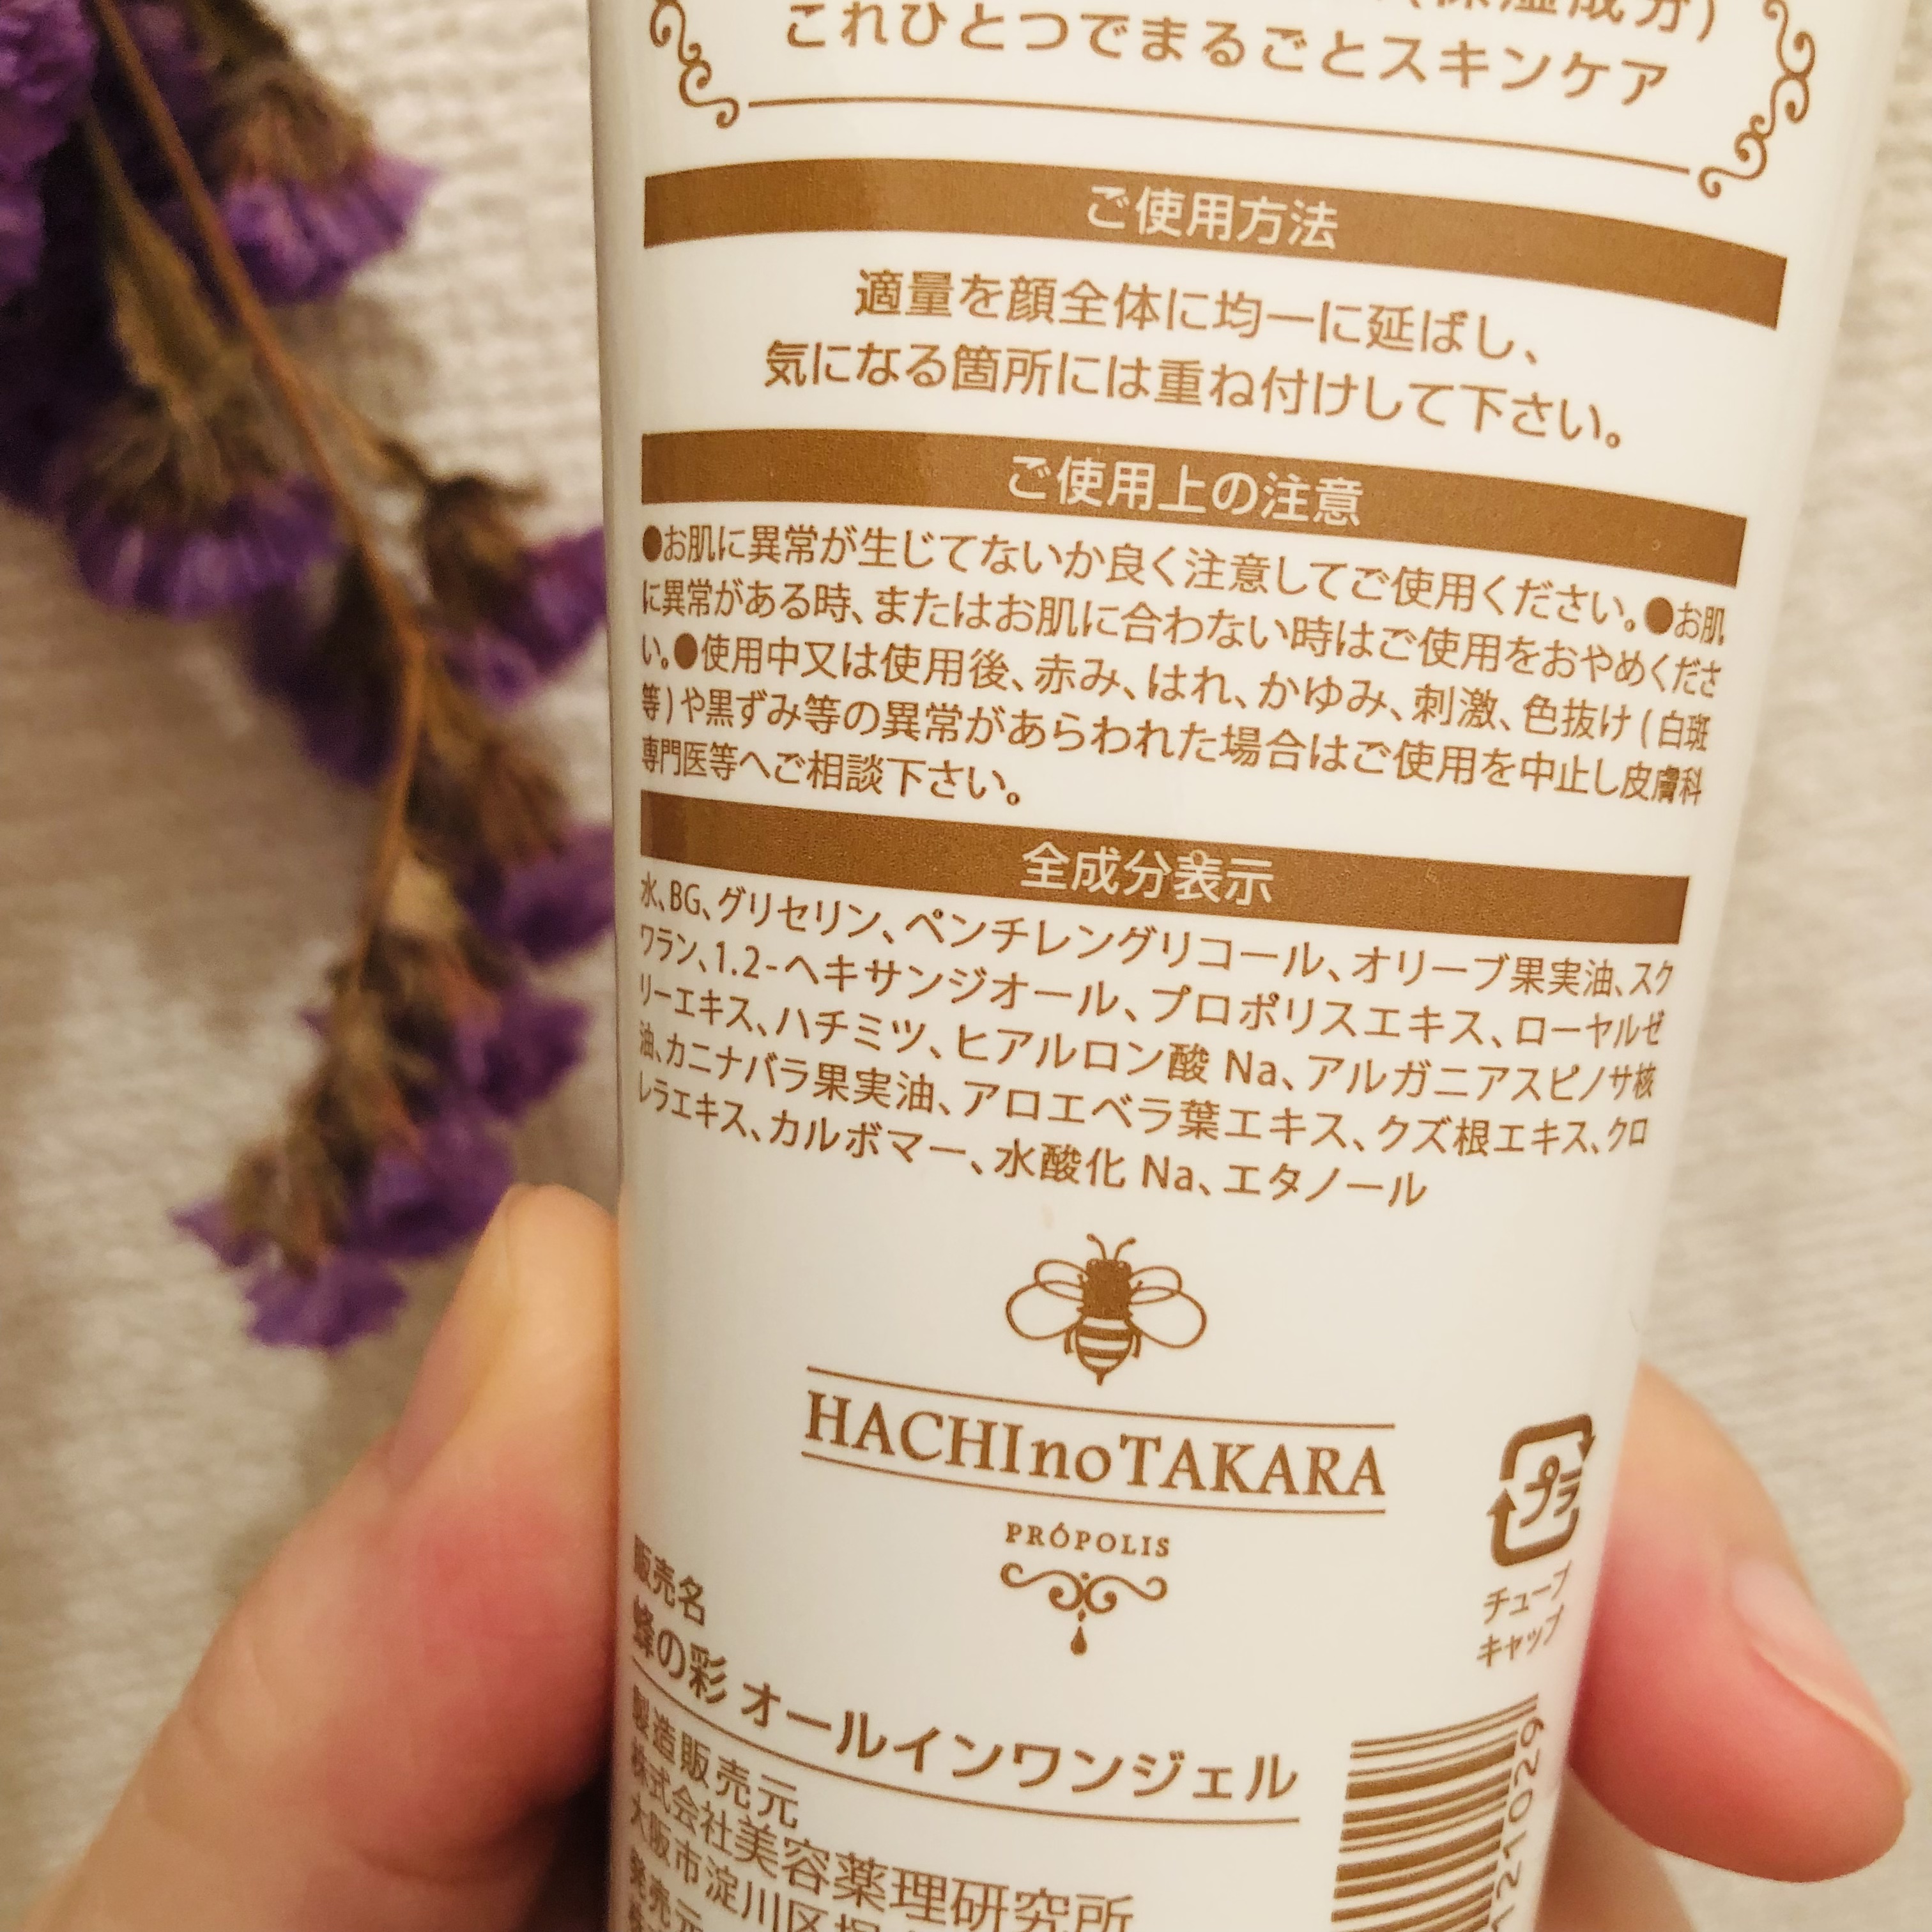 (保湿成分)
これひとつでまるごとスキンケア
ご使用方法
適量を顔全体に均一に延ばし、
気になる箇所には重ね付けして下さい。
ご使用上の注意
●お肌に異常が生じてないか良く注意してご使用ください。●お肌
に異常がある時、またはお肌に合わない時はご使用をおやめくださ
い。●使用中又は使用後、赤み、はれ、かゆみ、刺激、色抜け(白斑
等)や黒ずみ等の異常があらわれた場合はご使用を中止し皮膚科
専門医等へご相談下さい。
全成分表示
水、BG、グリセリン、ペンチレングリコール、オリーブ果実油、スク
ワラン、1.2-ヘキサンジオール、プロポリスエキス、ローヤルゼ
リーエキス、ハチミツ、ヒアルロン酸 Na、アルガニアスピノサ核
油、カニナバラ果実油、アロエベラ葉エキス、クズ根エキス、クロ
レラエキス、カルボマー、水酸化 Na、エタノール
HACHInoTAKARA
PRÓPOLIS
プラ
チューブ
キャップ
販売名
蜂の彩 オールインワンジェル
製造販売元
株式会社美容薬理研究所
大阪市淀川区
発売元
121029